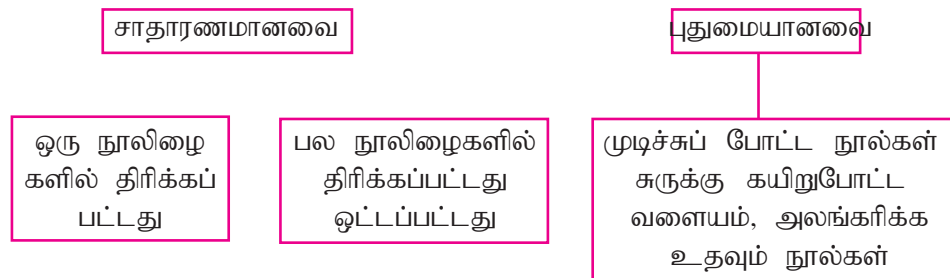 சாதாரணமானவை
புதுமையானவை
ஒரு நூலிழை
களில் திரிக்கப்
பட்டது
பல நூலிழைகளில்
திரிக்கப்பட்டது
ஒட்டப்பட்டது
முடிச்சுப் போட்ட நூல்கள்
சுருக்கு கயிறுபோட்ட
வளையம், அலங்கரிக்க
உதவும் நூல்கள்